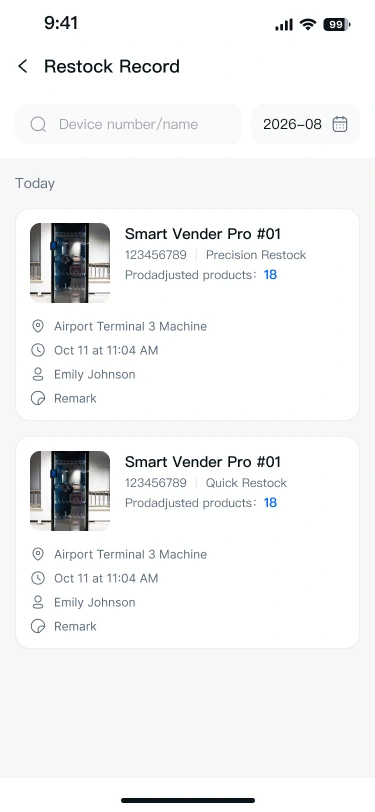 9:41
99
Restock Record
Device number/name
2026-08
Today
Smart Vender Pro #01
123456789 | Precision Restock
Prodadjusted products: 18
Airport Terminal 3 Machine
Oct 11 at 11:04 AM
Emily Johnson
Remark
Smart Vender Pro #01
123456789 | Quick Restock
Prodadjusted products: 18
Airport Terminal 3 Machine
Oct 11 at 11:04 AM
Emily Johnson
Remark